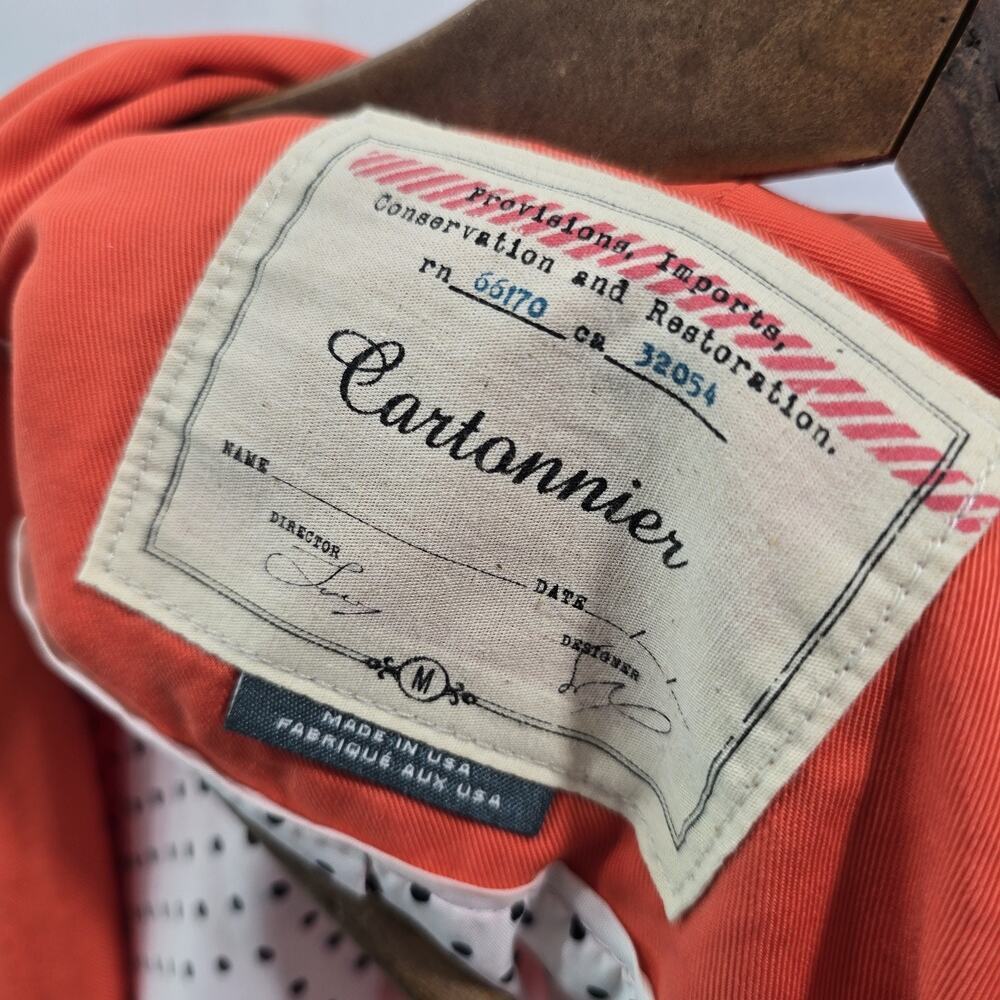 Provisions, Imports,
Conservation and Restoration.
rn 66170 ca 32054
Cartonnier
NAME DATE
DIRECTOR DESIGNER
M
MADE IN USA
FABRIQUÉ AUX USA